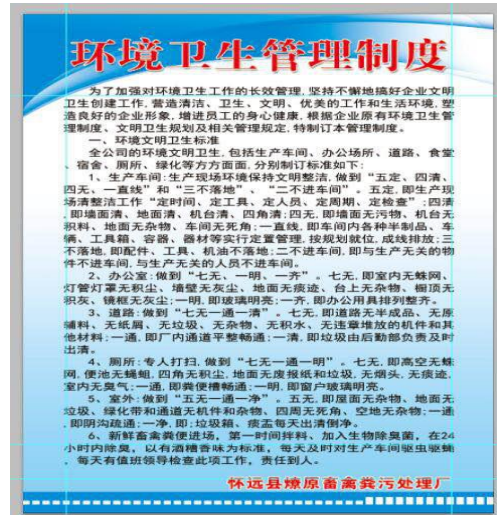 环境卫生管理制度
为了加强对环境卫生工作的长效管理,坚持不懈地搞好企业文明
卫生创建工作,营造清洁、卫生、文明、优美的工作和生活环境,塑
造良好的企业形象,增进员工的身心健康,根据企业原有环境卫生管
理制度、文明卫生规划及相关管理规定,特制订本管理制度。
一、环境文明卫生标准
全公司的环境文明卫生,包括生产车间、办公场所、道路、食堂
、宿舍、厕所、绿化等方方面面,分别制订标准如下:
1、生产车间:生产现场环境保持文明整洁,做到“五定、四清、
四无、一直线”和“三不落地”、“二不进车间”。五定,即生产现
场清整洁工作“定时间、定工具、定人员、定周期、定检查”;四清
,即墙面清、地面清、机台清、四角清;四无,即墙面无污物、机台无
积料、地面无杂物、车间无死角;一直线,即车间内各种半制品、车
辆、工具箱、容器、器材等实行定置管理,按规划就位,成线排放;三
不落地,即配件、工具、机油不落地;二不进车间,即与生产无关的物
件不进车间,与生产无关的人员不进车间。
2、办公室:做到“七无、一明、一齐”。七无,即室内无蛛网、
灯管灯罩无积尘、墙壁无灰尘、地面无痰迹、台上无杂物、橱顶无
积灰、镜框无灰尘;一明,即玻璃明亮;一齐,即办公用具排列整齐。
3、道路:做到“七无一通一清”。七无,即道路无半成品、无原
辅料、无纸屑、无垃圾、无杂物、无积水、无违章堆放的机件和其
他材料;一通,即厂内通道平整畅通;一清,即垃圾由后勤部负责及时
出清。
4、厕所:专人打扫,做到“七无一通一明”。七无,即高空无蛛
网,便池无蝇蛆,四角无积尘,地面无废报纸和垃圾,无烟头,无痰迹,
室内无臭气;一通,即粪便槽畅通;一明,即窗户玻璃明亮。
5、室外:做到“五无一通一净”。五无,即屋面无杂物、地面无
垃圾、绿化带和通道无机件和杂物、四周无死角、空地无杂物;一通
,即阴沟疏通;一净,即;垃圾箱、痰盂每天出清倒净。
6、新鲜畜禽粪便进场,第一时间拌料、加入生物除臭菌,在24
小时内除臭,以有酒糟香味为标准,每天及时对生产车间驱虫驱蝇
。每天有值班领导检查此项工作,责任到人。
怀远县燎原畜禽粪污处理厂